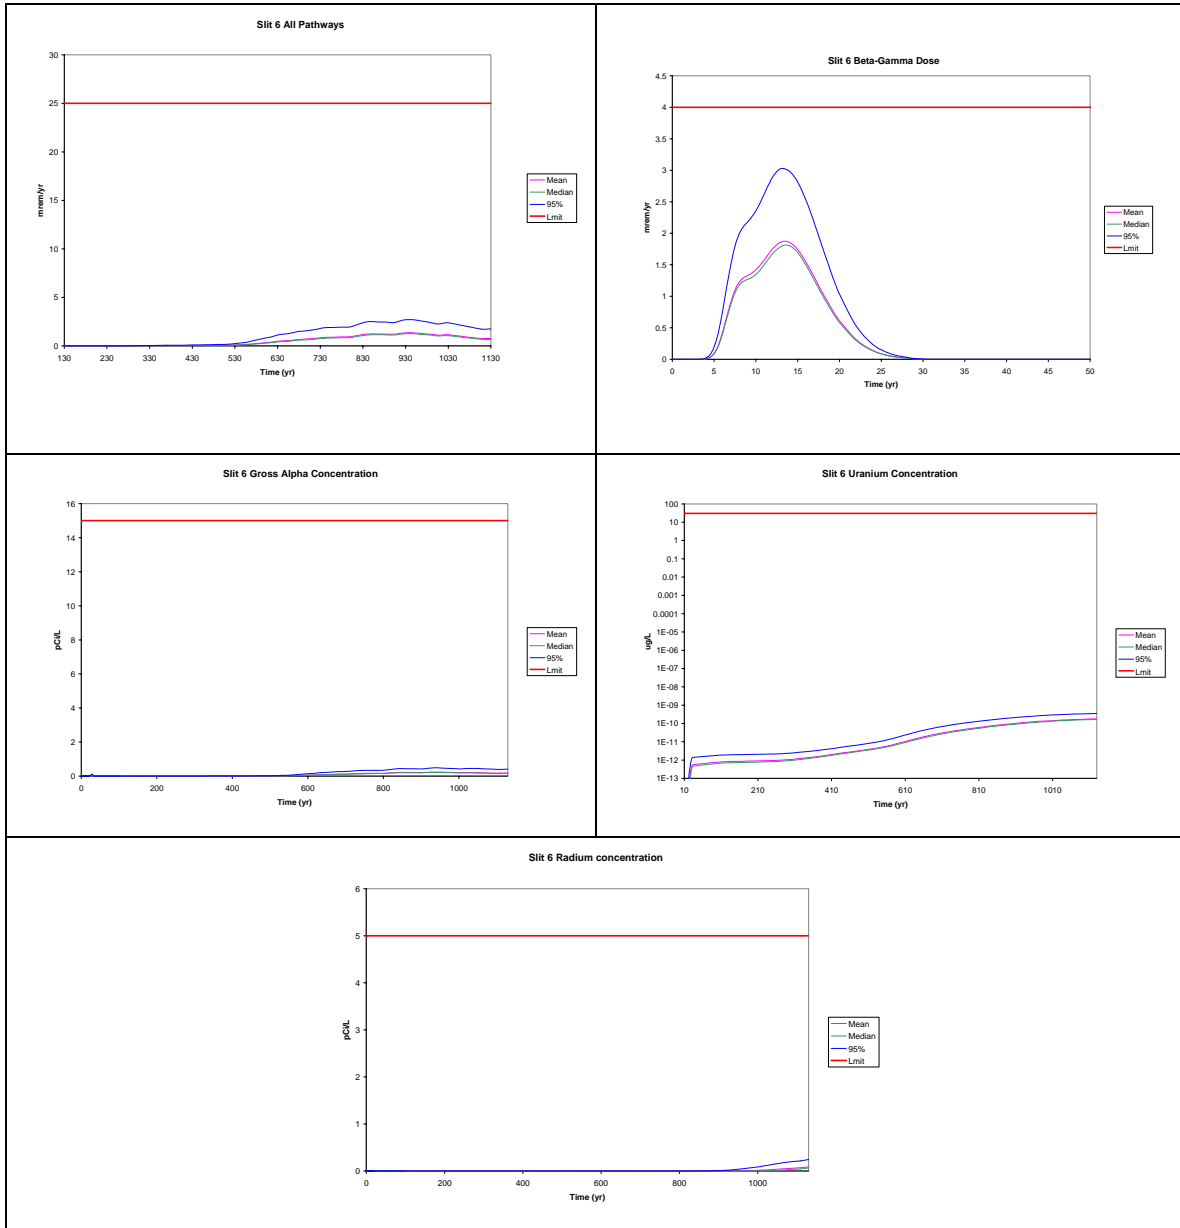 Slit 6 All Pathways
30
25
20
15
10
5
0
mrem/yr
130 230 330 430 530 630 730 830 930 1030 1130
Time (yr)
Mean
Median
95%
Lmit
Slit 6 Beta-Gamma Dose
4.5
4
3.5
3
2.5
2
1.5
1
0.5
0
mrem/yr
0 5 10 15 20 25 30 35 40 45 50
Time (yr)
Mean
Median
95%
Lmit
Slit 6 Gross Alpha Concentration
16
14
12
10
8
6
4
2
0
pCi/L
0 200 400 600 800 1000
Time (yr)
Mean
Median
95%
Lmit
Slit 6 Uranium Concentration
100
10
1
0.1
0.01
0.001
0.0001
1E-05
1E-06
1E-07
1E-08
1E-09
1E-10
1E-11
1E-12
1E-13
ug/L
10 210 410 610 810 1010
Time (yr)
Mean
Median
95%
Lmit
Slit 6 Radium concentration
6
5
4
3
2
1
0
pCi/L
0 200 400 600 800 1000
Time (yr)
Mean
Median
95%
Lmit